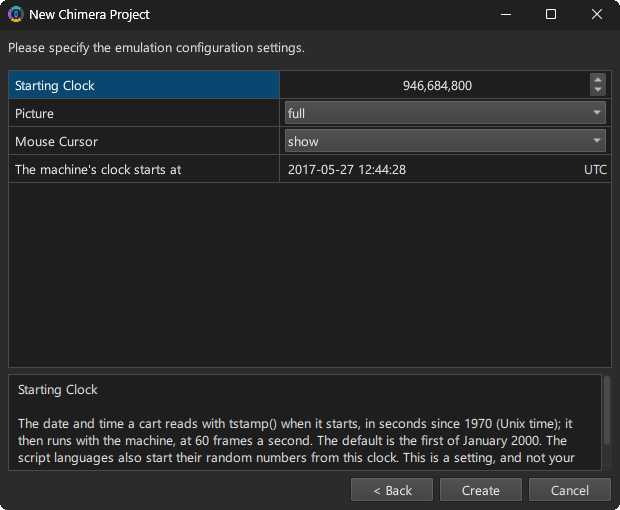 New Chimera Project
Please specify the emulation configuration settings.
Starting Clock 946,684,800
Picture full
Mouse Cursor show
The machine's clock starts at 2017-05-27 12:44:28 UTC
Starting Clock
The date and time a cart reads with tstamp() when it starts, in seconds since 1970 (Unix time); it
then runs with the machine, at 60 frames a second. The default is the first of January 2000. The
script languages also start their random numbers from this clock. This is a setting, and not your
< Back Create Cancel